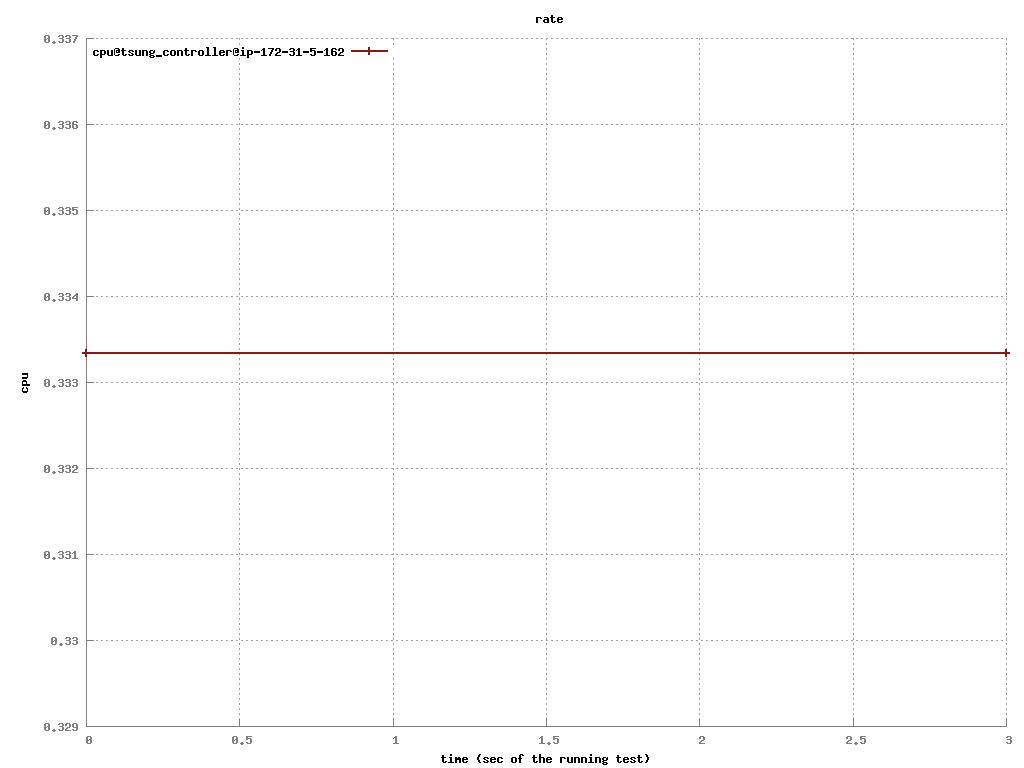 rate
cpu@tsung_controller@ip-172-31-5-162
0.337
0.336
0.335
0.334
0.333
0.332
0.331
0.33
0.329
cpu
0 0.5 1 1.5 2 2.5 3
time (sec of the running test)